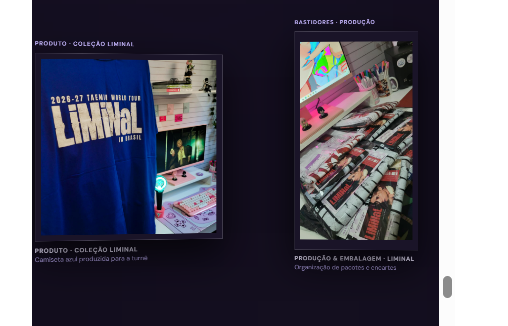 BASTIDORES · PRODUÇÃO
PRODUTO · COLEÇÃO LIMINAL
2026-27 TAEMIN WORLD TOUR
LiMiNaL
IN BRASIL
PRODUTO · COLEÇÃO LIMINAL
Camiseta azul produzida para a turnê
PRODUÇÃO & EMBALAGEM · LIMINAL
Organização de pacotes e encartes